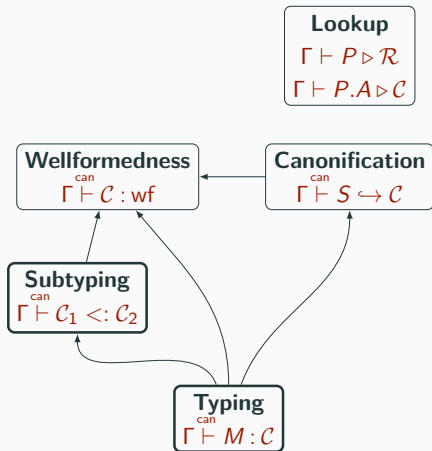 Lookup
Γ ⊢ P ▷ ℛ
Γ ⊢ P.A ▷ 𝒞
Wellformedness
can
Γ ⊢ 𝒞 : wf
Canonification
can
Γ ⊢ S ↪ 𝒞
Subtyping
can
Γ ⊢ 𝒞₁ <: 𝒞₂
Typing
can
Γ ⊢ M : 𝒞